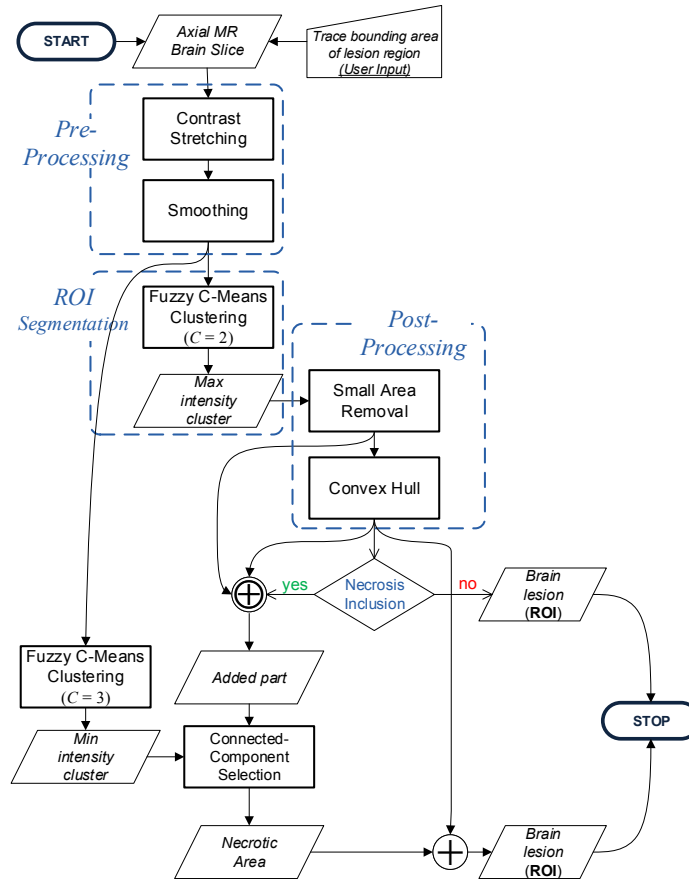 START
Axial MR
Brain Slice
Trace bounding area
of lesion region
(User Input)
Pre-
Processing
Contrast
Stretching
Smoothing
ROI
Segmentation
Fuzzy C-Means
Clustering
(C = 2)
Max
intensity
cluster
Post-
Processing
Small Area
Removal
Convex Hull
yes
Necrosis
Inclusion
no
Brain
lesion
(ROI)
Fuzzy C-Means
Clustering
(C = 3)
Added part
STOP
Min
intensity
cluster
Connected-
Component
Selection
Necrotic
Area
Brain
lesion
(ROI)